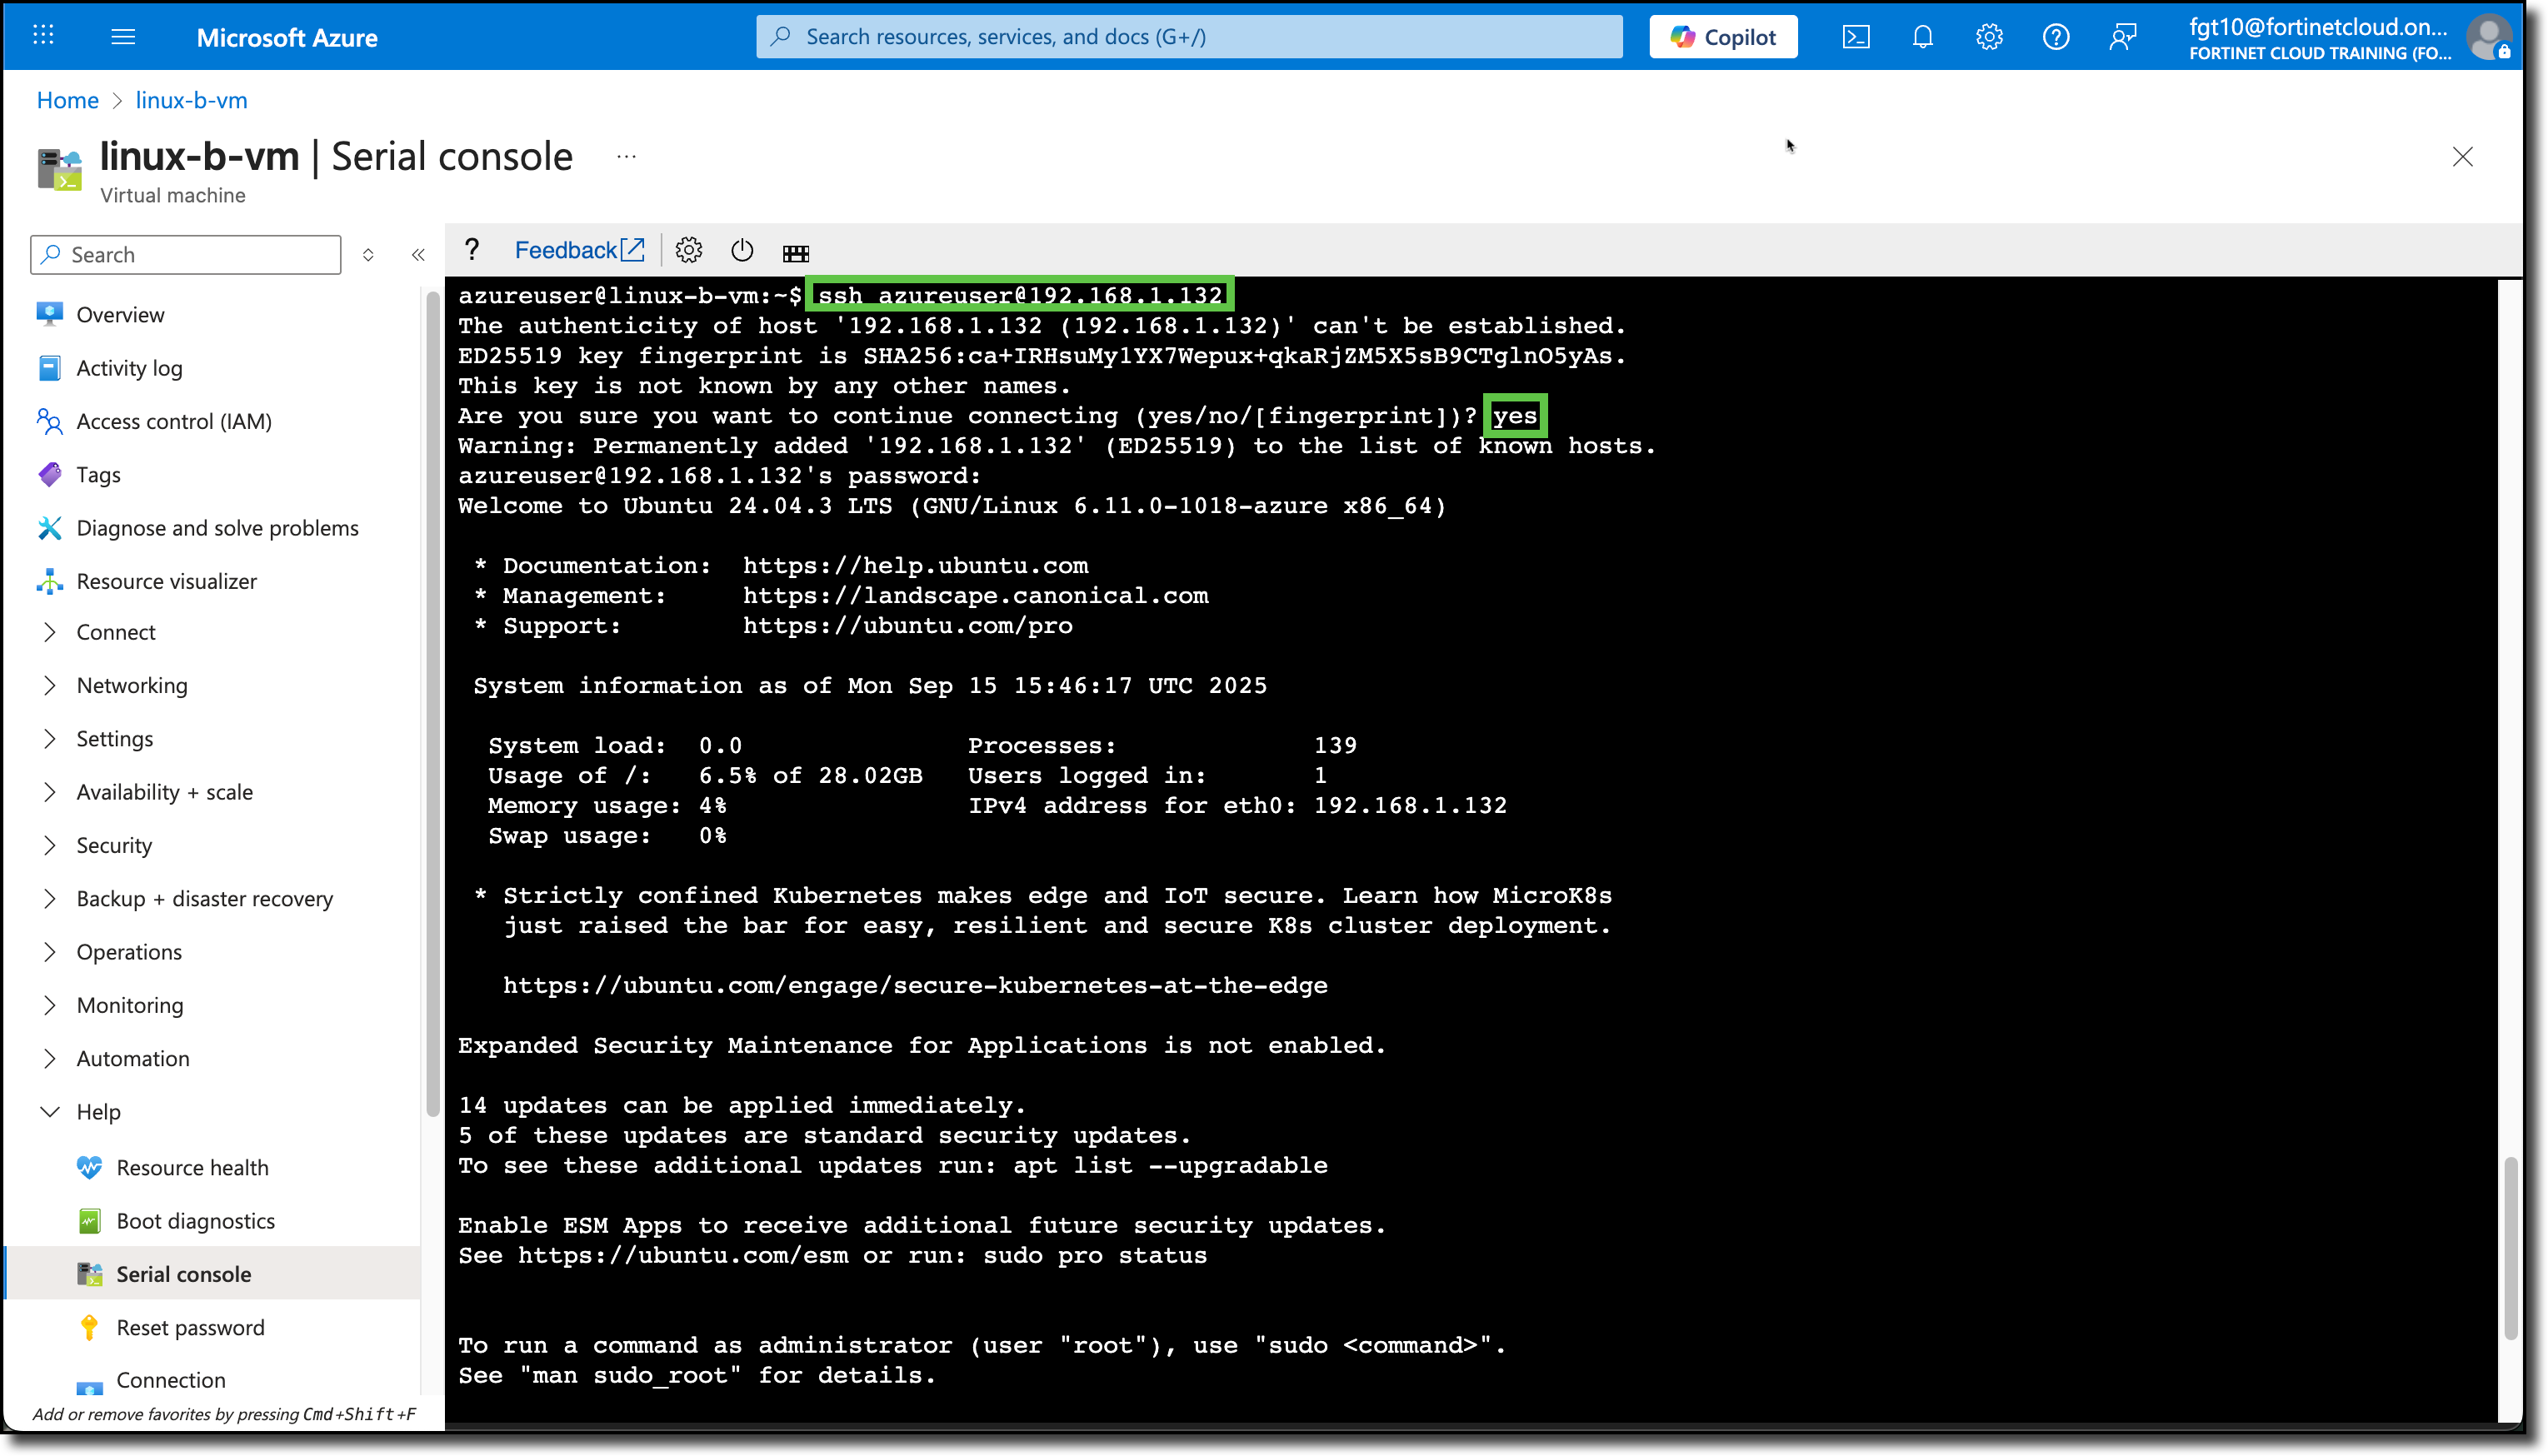 Microsoft Azure
Search resources, services, and docs (G+/)
Copilot
fgt10@fortinetcloud.on...
FORTINET CLOUD TRAINING (FO...
Home > linux-b-vm
linux-b-vm | Serial console ...
Virtual machine
Search
Overview
Activity log
Access control (IAM)
Tags
Diagnose and solve problems
Resource visualizer
Connect
Networking
Settings
Availability + scale
Security
Backup + disaster recovery
Operations
Monitoring
Automation
Help
Resource health
Boot diagnostics
Serial console
Reset password
Connection
Add or remove favorites by pressing Cmd+Shift+F
? Feedback
azureuser@linux-b-vm:~$ ssh azureuser@192.168.1.132
The authenticity of host '192.168.1.132 (192.168.1.132)' can't be established.
ED25519 key fingerprint is SHA256:ca+IRHsuMy1YX7Wepux+qkaRjZM5X5sB9CTglnO5yAs.
This key is not known by any other names.
Are you sure you want to continue connecting (yes/no/[fingerprint])? yes
Warning: Permanently added '192.168.1.132' (ED25519) to the list of known hosts.
azureuser@192.168.1.132's password:
Welcome to Ubuntu 24.04.3 LTS (GNU/Linux 6.11.0-1018-azure x86_64)
* Documentation: https://help.ubuntu.com
* Management: https://landscape.canonical.com
* Support: https://ubuntu.com/pro
System information as of Mon Sep 15 15:46:17 UTC 2025
System load: 0.0 Processes: 139
Usage of /: 6.5% of 28.02GB Users logged in: 1
Memory usage: 4% IPv4 address for eth0: 192.168.1.132
Swap usage: 0%
* Strictly confined Kubernetes makes edge and IoT secure. Learn how MicroK8s
just raised the bar for easy, resilient and secure K8s cluster deployment.
https://ubuntu.com/engage/secure-kubernetes-at-the-edge
Expanded Security Maintenance for Applications is not enabled.
14 updates can be applied immediately.
5 of these updates are standard security updates.
To see these additional updates run: apt list --upgradable
Enable ESM Apps to receive additional future security updates.
See https://ubuntu.com/esm or run: sudo pro status
To run a command as administrator (user "root"), use "sudo <command>".
See "man sudo_root" for details.